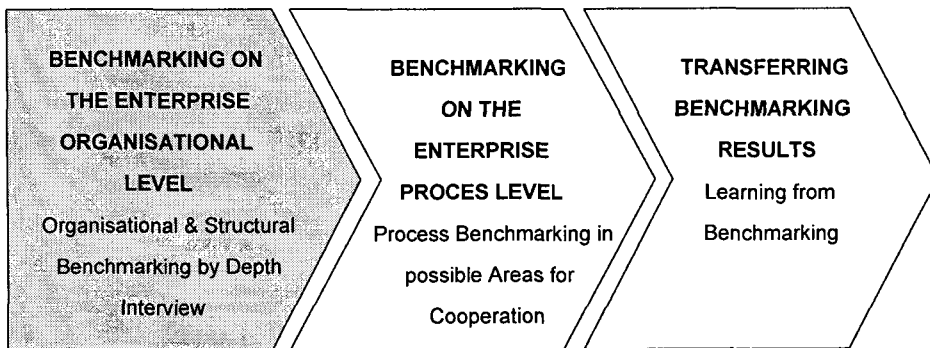 BENCHMARKING ON
THE ENTERPRISE
ORGANISATIONAL
LEVEL
Organisational & Structural
Benchmarking by Depth
Interview
BENCHMARKING
ON THE
ENTERPRISE
PROCES LEVEL
Process Benchmarking in
possible Areas for
Cooperation
TRANSFERRING
BENCHMARKING
RESULTS
Learning from
Benchmarking